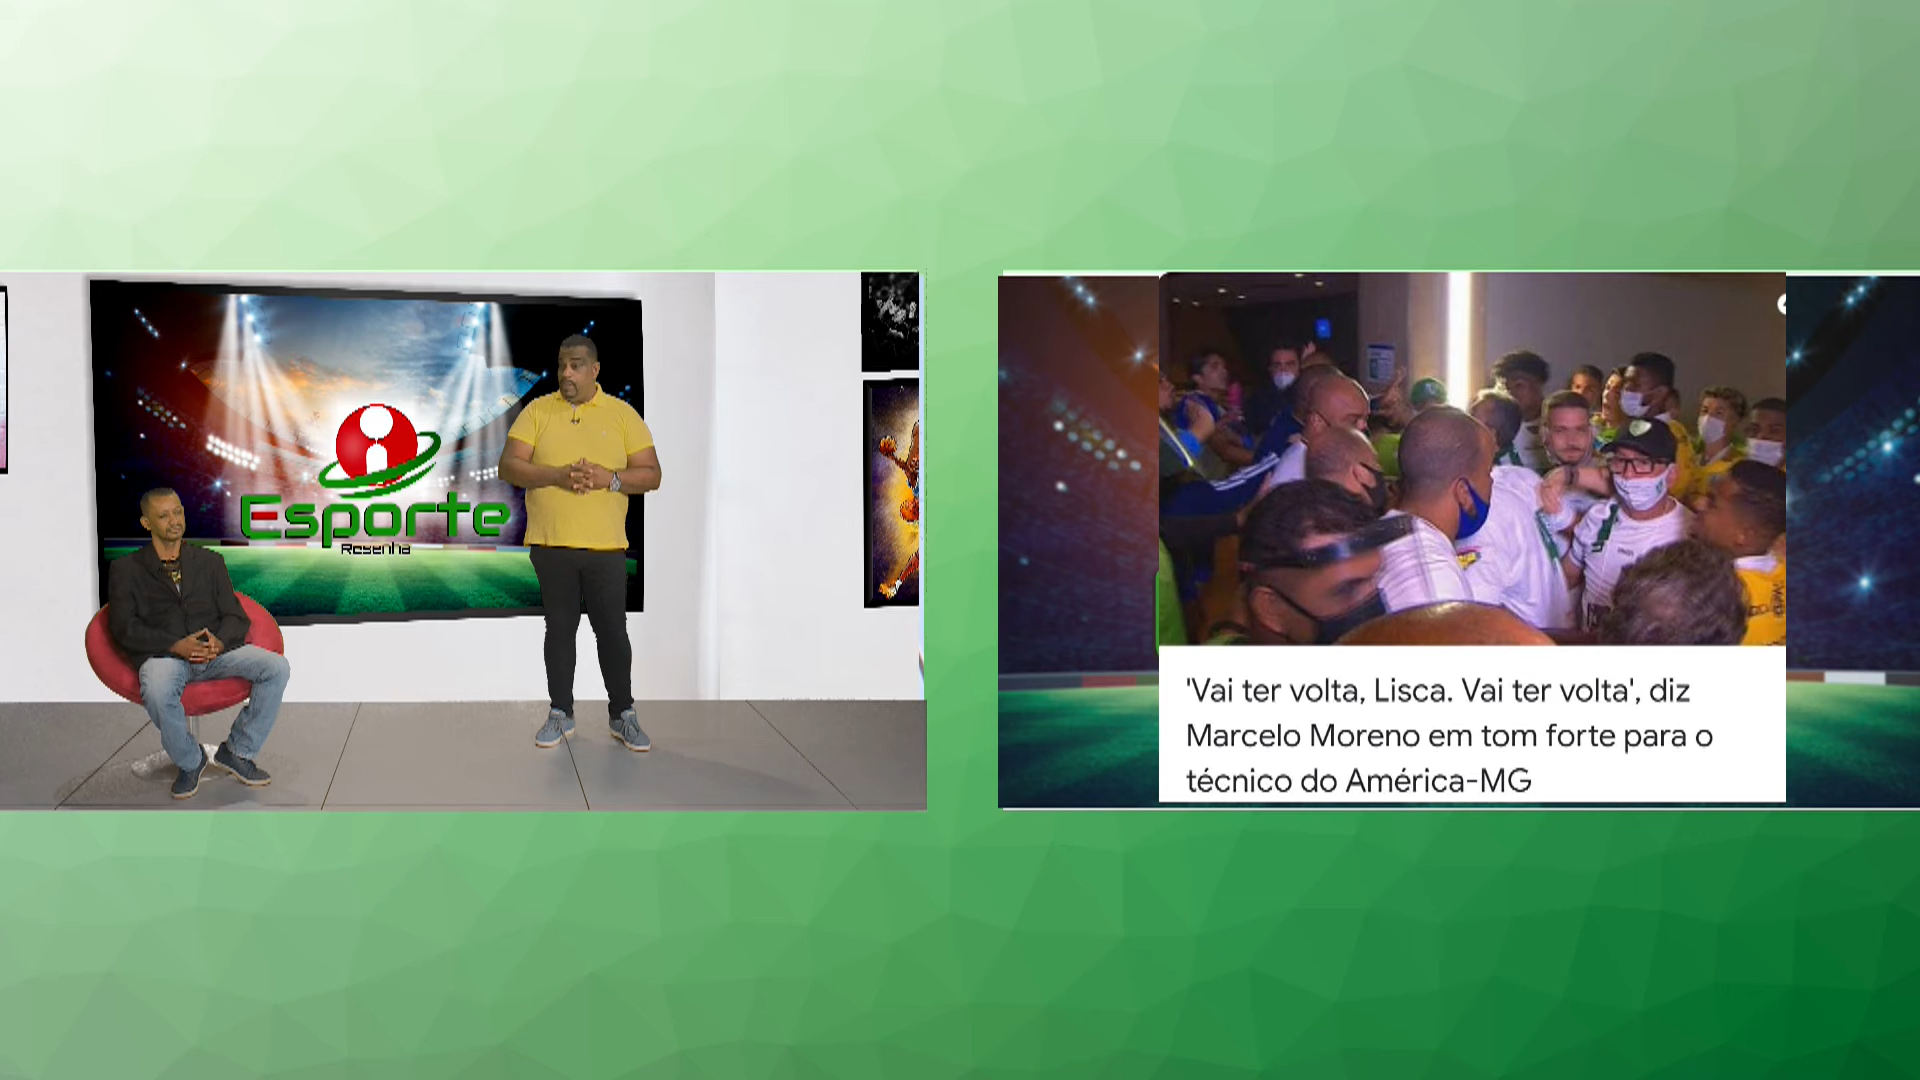 Esporte
Resenha
'Vai ter volta, Lisca. Vai ter volta', diz
Marcelo Moreno em tom forte para o
técnico do América-MG